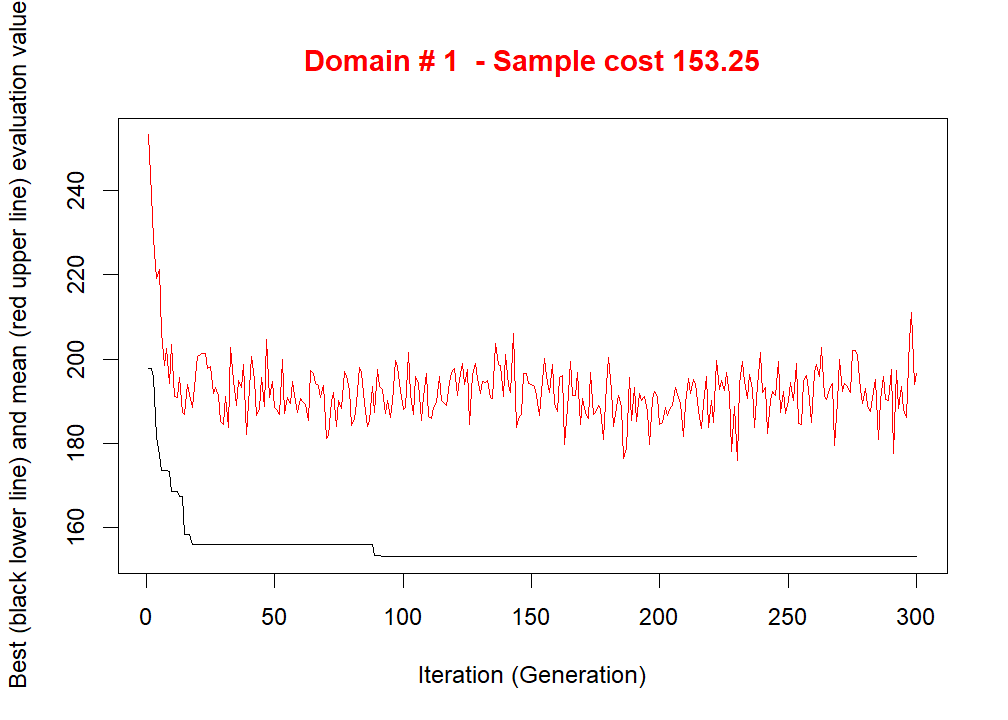 Domain # 1  - Sample cost 153.25
Best (black lower line) and mean (red upper line) evaluation value
240
220
200
180
160
0 50 100 150 200 250 300
Iteration (Generation)